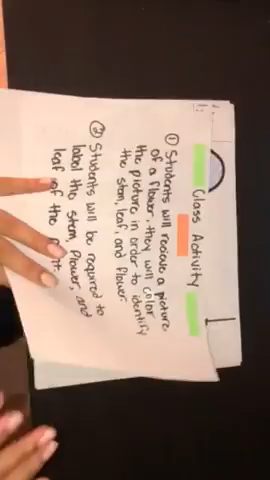 Class Activity
① Students will recieve a picture
of a flower, they will color
the picture in order to identify
the stem, leaf, and flower.
② Students will be required to
label the stem, flower, and
leaf of the